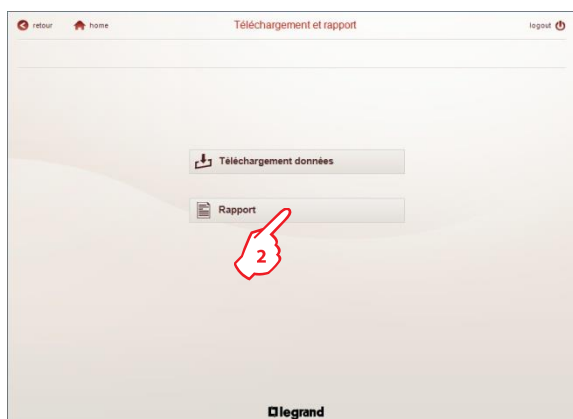 retour home Téléchargement et rapport logout
Téléchargement données
Rapport
2
legrand